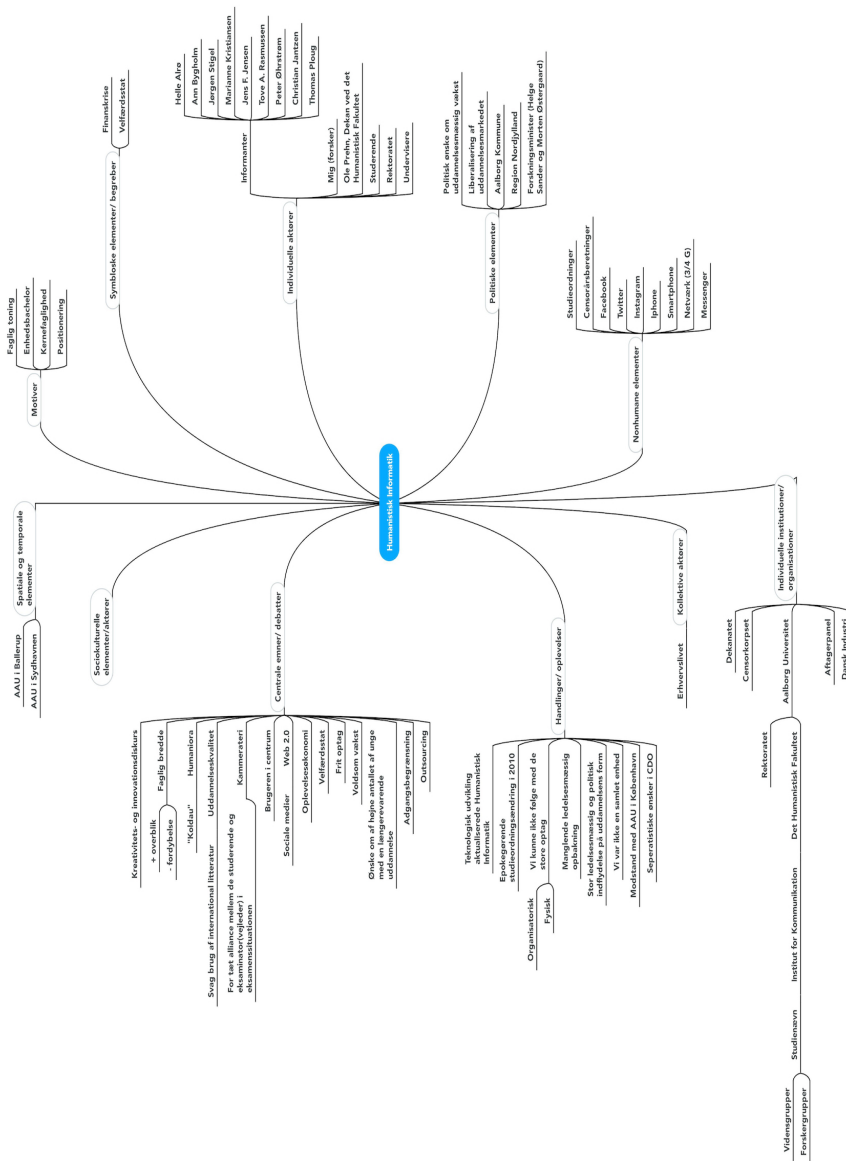 Humanistisk Informatik
Spatiale og temporale
elementer
AAU i Ballerup
AAU i Sydhavnen
Sociokulturelle
elementer/aktører
Centrale emner/ debatter
Kreativitets- og innovationsdiskurs
Faglig bredde
+ overblik
- fordybelse
Humaniora
"Koldau"
Uddannelseskvalitet
Svag brug af international litteratur
Kammerateri
For tæt alliance mellem de studerende og
eksaminator(vejleder) i
eksamenssituationen
Brugeren i centrum
Web 2.0
Sociale medier
Oplevelsesøkonomi
Velfærdsstat
Frit optag
Voldsom vækst
Ønske om af højne antallet af unge
med en længerevarende
uddannelse
Adgangsbegrænsning
Outsourcing
Handlinger/ oplevelser
Teknologisk udvikling
aktualiserede Humanistisk
Informatik
Epokegørende
studieordningsændring i 2010
Vi kunne ikke følge med de
store optag
Organisatorisk
Fysisk
Manglende ledelsesmæssig
opbakning
Stor ledelsesmæssig og politisk
indflydelse på uddannelsens form
Vi var ikke en samlet enhed
Modstand med AAU i København
Seperatistiske ønsker i CDO
Kollektive aktører
Erhvervslivet
Individuelle institutioner/
organisationer
Dekanatet
Censorkorpset
Aalborg Universitet
Rektoratet
Det Humanistisk Fakultet
Institut for Kommunikation
Studienævn
Vidensgrupper
Forskergrupper
Aftagerpanel
Dansk Industri
Motiver
Faglig toning
Enhedsbachelor
Kernefaglighed
Positionering
Symbloske elementer/ begreber
Finanskrise
Velfærdsstat
Individuelle aktører
Informanter
Helle Alrø
Ann Bygholm
Jørgen Stigel
Marianne Kristiansen
Jens F. Jensen
Tove A. Rasmussen
Peter Øhrstrøm
Christian Jantzen
Thomas Ploug
Mig (forsker)
Ole Prehn, Dekan ved det
Humanistisk Fakultet
Studerende
Rektoratet
Undervisere
Politiske elementer
Politisk ønske om
uddannelsesmæssig vækst
Liberalisering af
uddannelsesmarkedet
Aalborg Kommune
Region Nordjylland
Forskningsminister (Helge
Sander og Morten Østergaard)
Nonhumane elementer
Studieordninger
Censorårsberetninger
Facebook
Twitter
Instagram
Iphone
Smartphone
Netværk (3/4 G)
Messenger